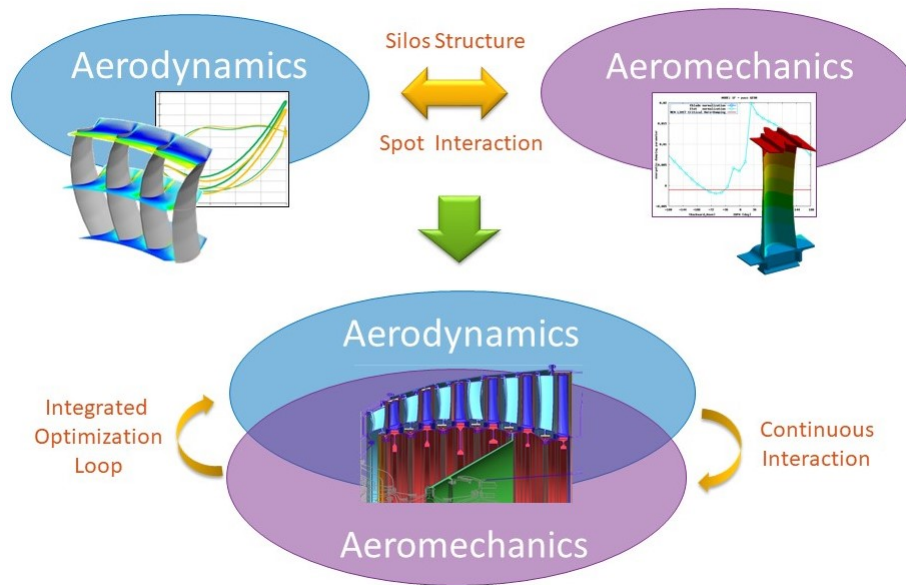 Aerodynamics
Silos Structure
Aeromechanics
Spot Interaction
Aerodynamics
Integrated
Optimization
Loop
Continuous
Interaction
Aeromechanics